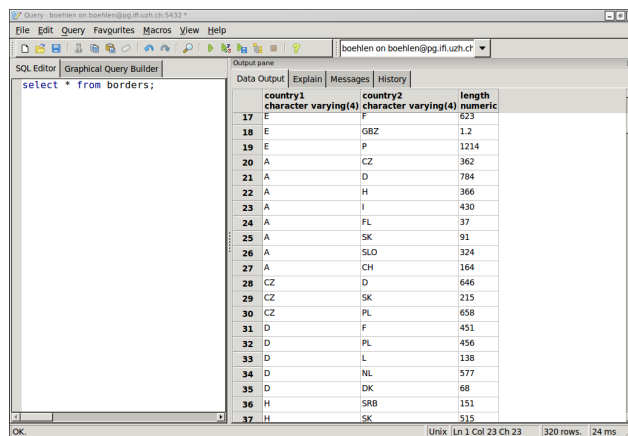 Query - boehlen on boehlen@pg.ifi.uzh.ch:5432 *
File Edit Query Favourites Macros View Help
boehlen on boehlen@pg.ifi.uzh.ch
SQL Editor Graphical Query Builder
select * from borders;
Output pane
Data Output Explain Messages History
country1 country2 length
character varying(4) character varying(4) numeric
17 E F 623
18 E GBZ 1.2
19 E P 1214
20 A CZ 362
21 A D 784
22 A H 366
23 A I 430
24 A FL 37
25 A SK 91
26 A SLO 324
27 A CH 164
28 CZ D 646
29 CZ SK 215
30 CZ PL 658
31 D F 451
32 D PL 456
33 D L 138
34 D NL 577
35 D DK 68
36 H SRB 151
37 H SK 515
OK. Unix Ln 1 Col 23 Ch 23 320 rows. 24 ms